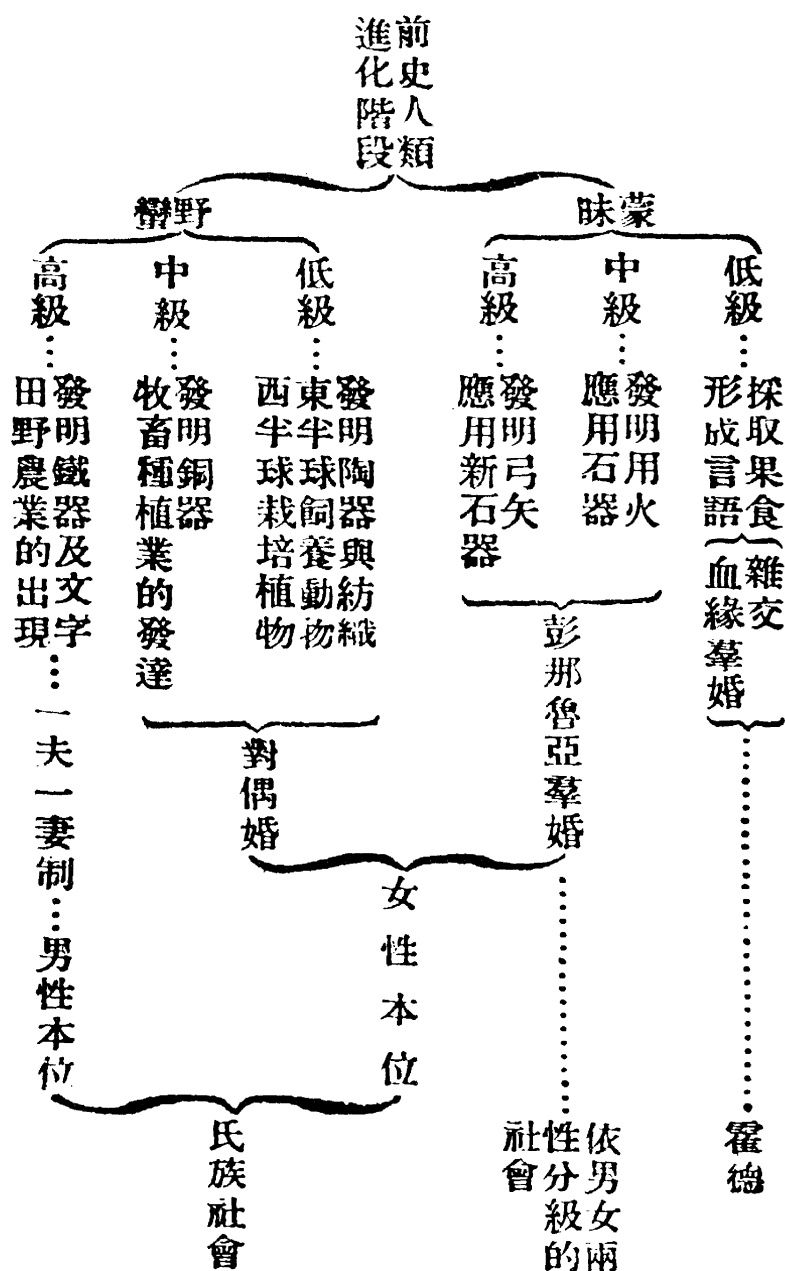 前史人類
進化階段
蒙昧
低級
採取果食
形成言語
雜交
血緣羣婚
霍德
中級
發明用火
應用石器
高級
發明弓矢
應用新石器
彭那魯亞羣婚
依男女兩
性分級的
社會
野蠻
低級
發明陶器與紡織
東半球飼養動物
西半球栽培植物
中級
發明銅器
牧畜種植業的發達
對偶婚
女性本位
高級
發明鐵器及文字
田野農業的出現
一夫一妻制
男性本位
氏族社會